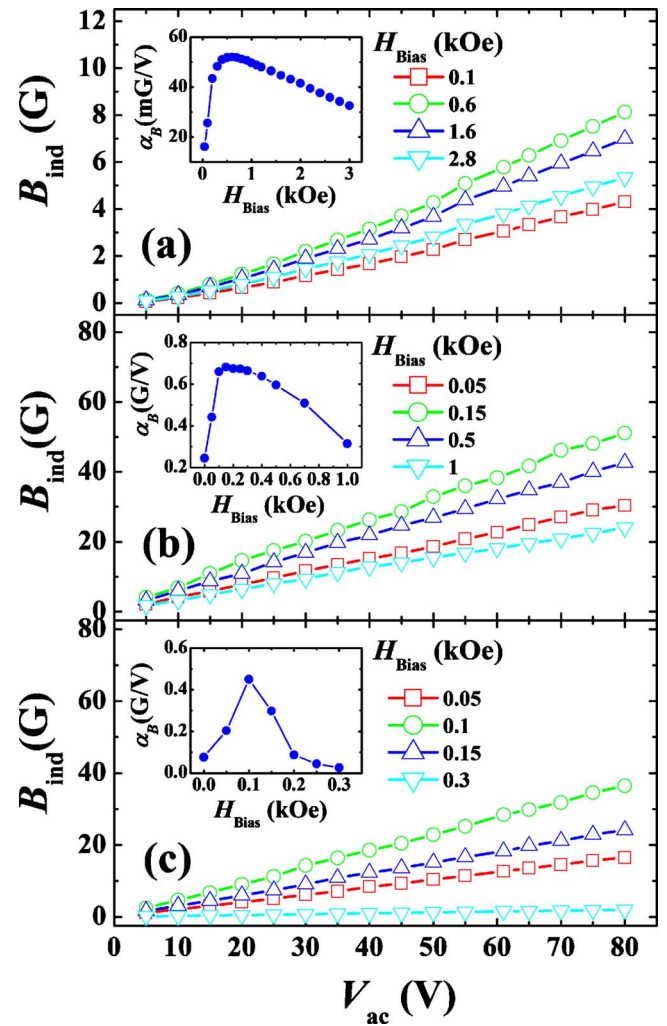 12
10
8
6
4
2
0
B_ind (G)
60
40
20
α_B (mG/V)
0 1 2 3
H_Bias (kOe)
H_Bias (kOe)
0.1
0.6
1.6
2.8
(a)
80
60
40
20
0
B_ind(G)
0.8
0.6
0.4
0.2
α_B (G/V)
0.0 0.2 0.4 0.6 0.8 1.0
H_Bias (kOe)
H_Bias (kOe)
0.05
0.15
0.5
1
(b)
80
60
40
20
0
B_ind(G)
0.6
0.4
0.2
0.0
α_B(G/V)
0.0 0.1 0.2 0.3
H_Bias (kOe)
H_Bias (kOe)
0.05
0.1
0.15
0.3
(c)
0 10 20 30 40 50 60 70 80
V_ac (V)